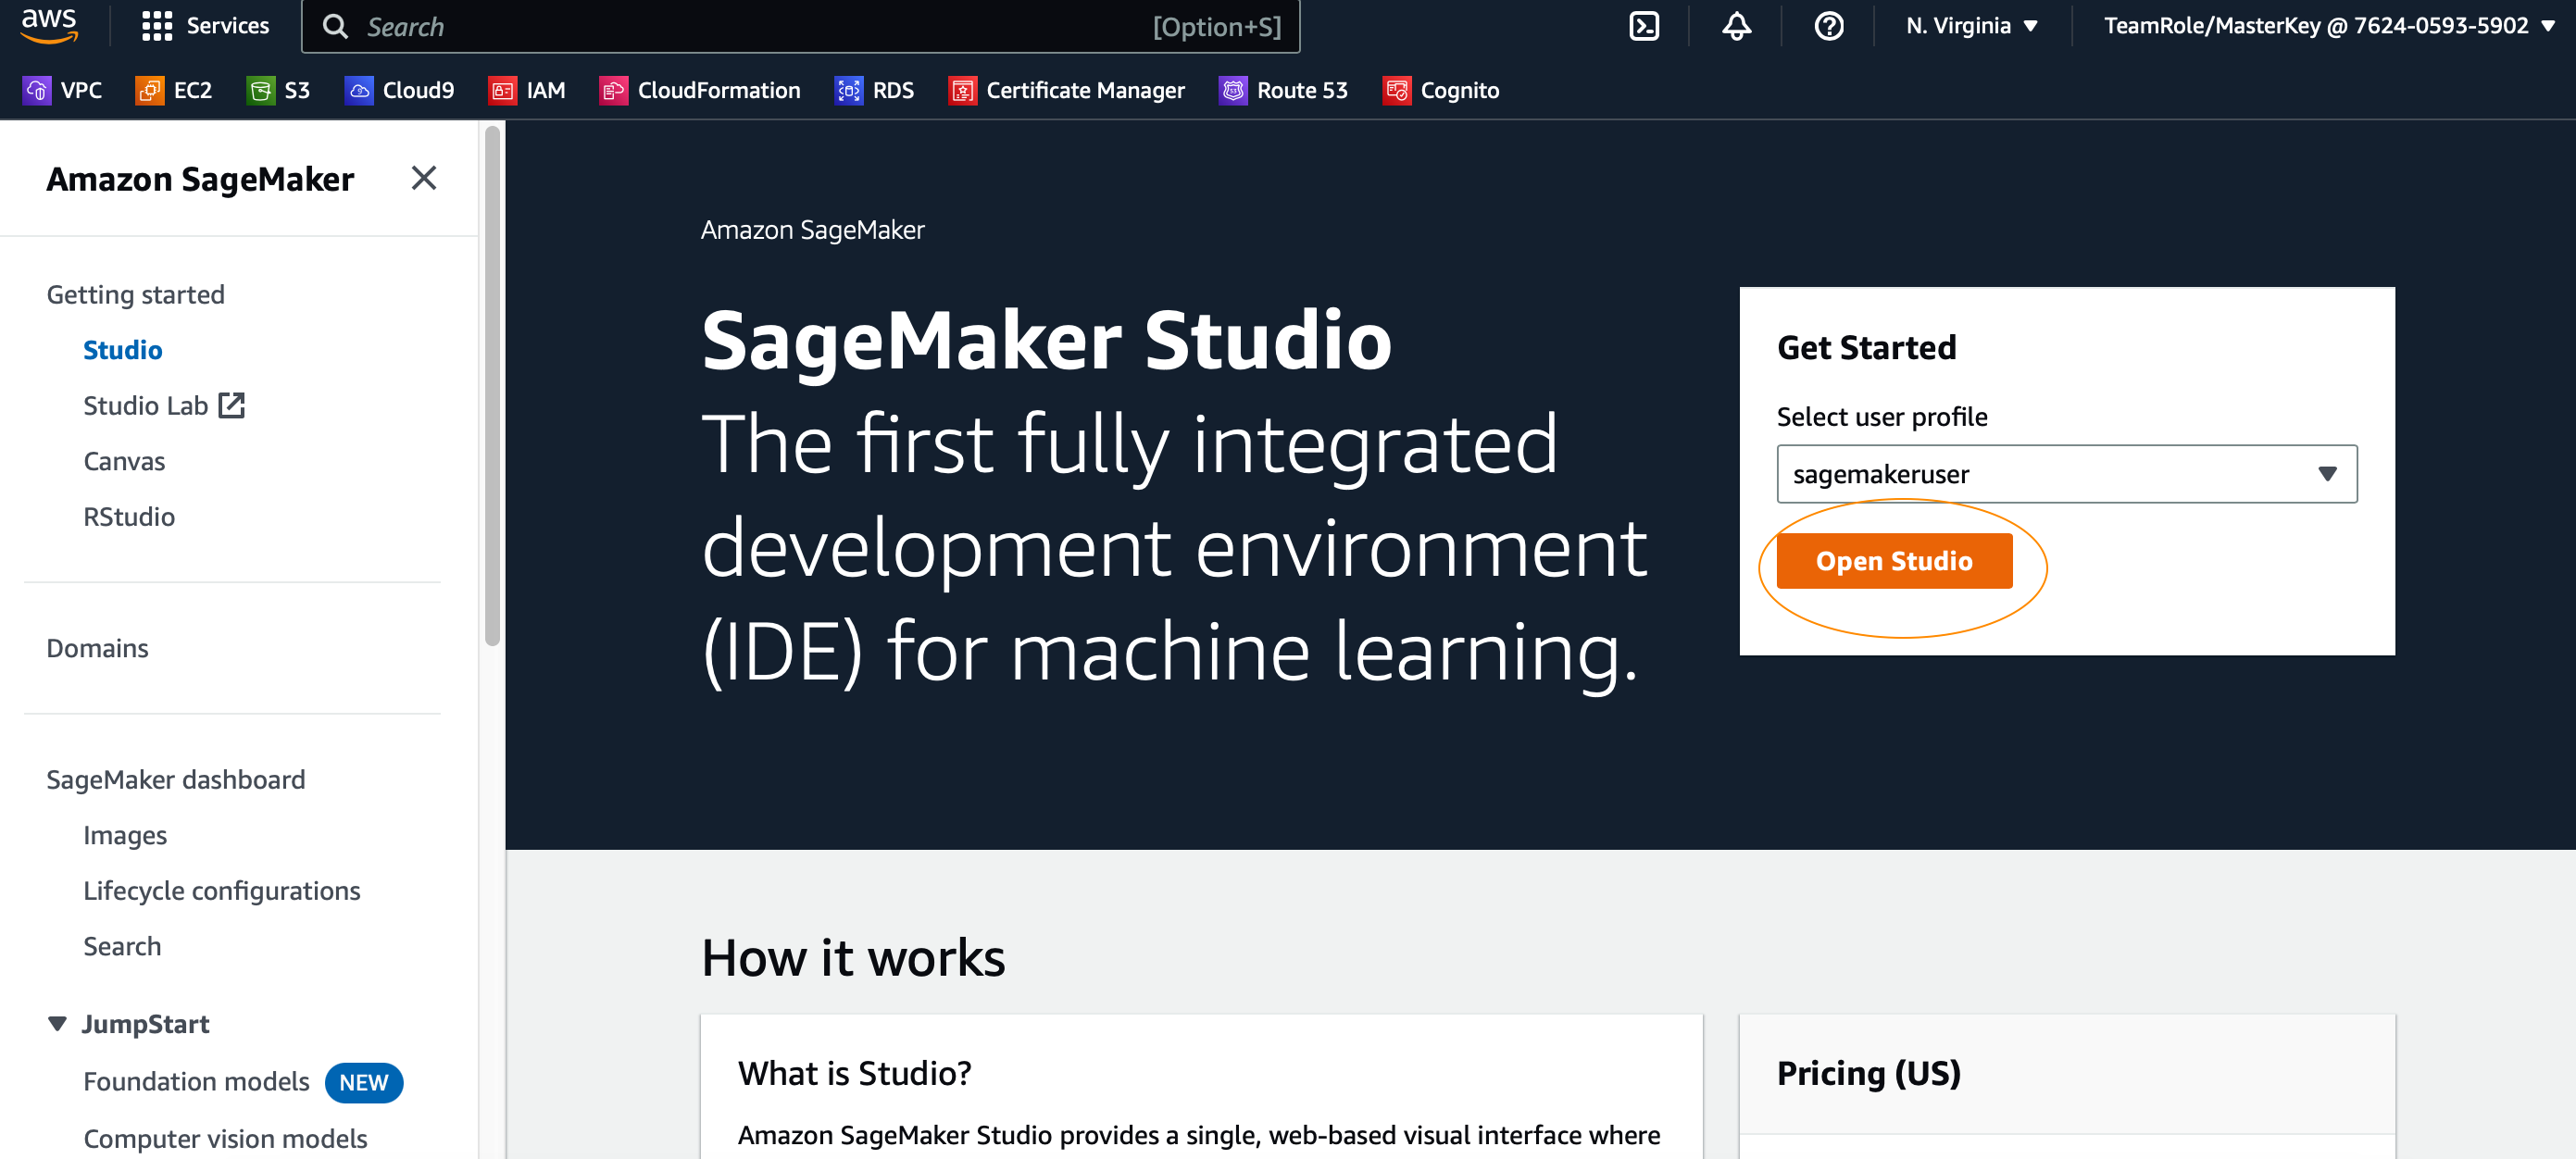 aws
Services
Search [Option+S]
N. Virginia
TeamRole/MasterKey @ 7624-0593-5902
VPC EC2 S3 Cloud9 IAM CloudFormation RDS Certificate Manager Route 53 Cognito
Amazon SageMaker
Getting started
Studio
Studio Lab
Canvas
RStudio
Domains
SageMaker dashboard
Images
Lifecycle configurations
Search
JumpStart
Foundation models NEW
Computer vision models
Amazon SageMaker
SageMaker Studio
The first fully integrated
development environment
(IDE) for machine learning.
Get Started
Select user profile
sagemakeruser
Open Studio
How it works
What is Studio?
Amazon SageMaker Studio provides a single, web-based visual interface where
Pricing (US)